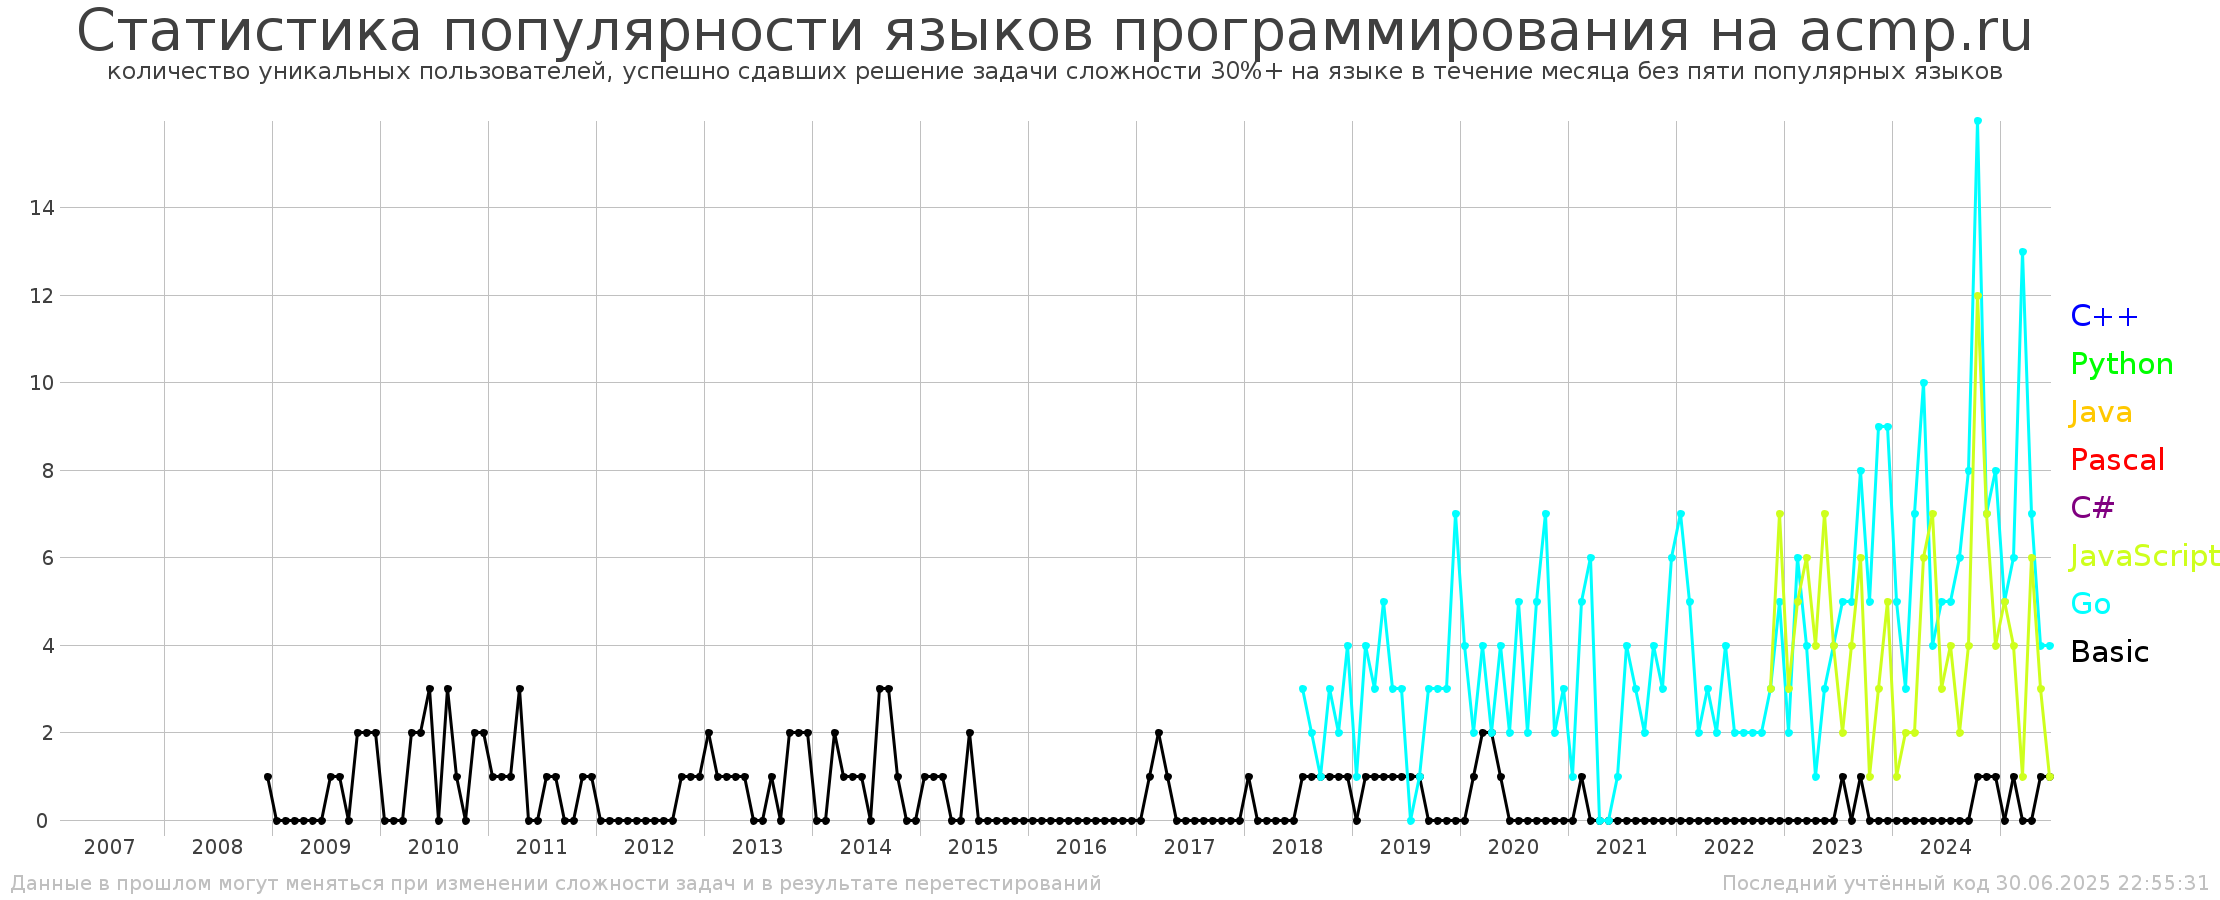 Статистика популярности языков программирования на acmp.ru
количество уникальных пользователей, успешно сдавших решение задачи сложности 30%+ на языке в течение месяца без пяти популярных языков
14
12
10
8
6
4
2
0
C++
Python
Java
Pascal
C#
JavaScript
Go
Basic
2007 2008 2009 2010 2011 2012 2013 2014 2015 2016 2017 2018 2019 2020 2021 2022 2023 2024
Данные в прошлом могут меняться при изменении сложности задач и в результате перетестирований
Последний учтённый код 30.06.2025 22:55:31